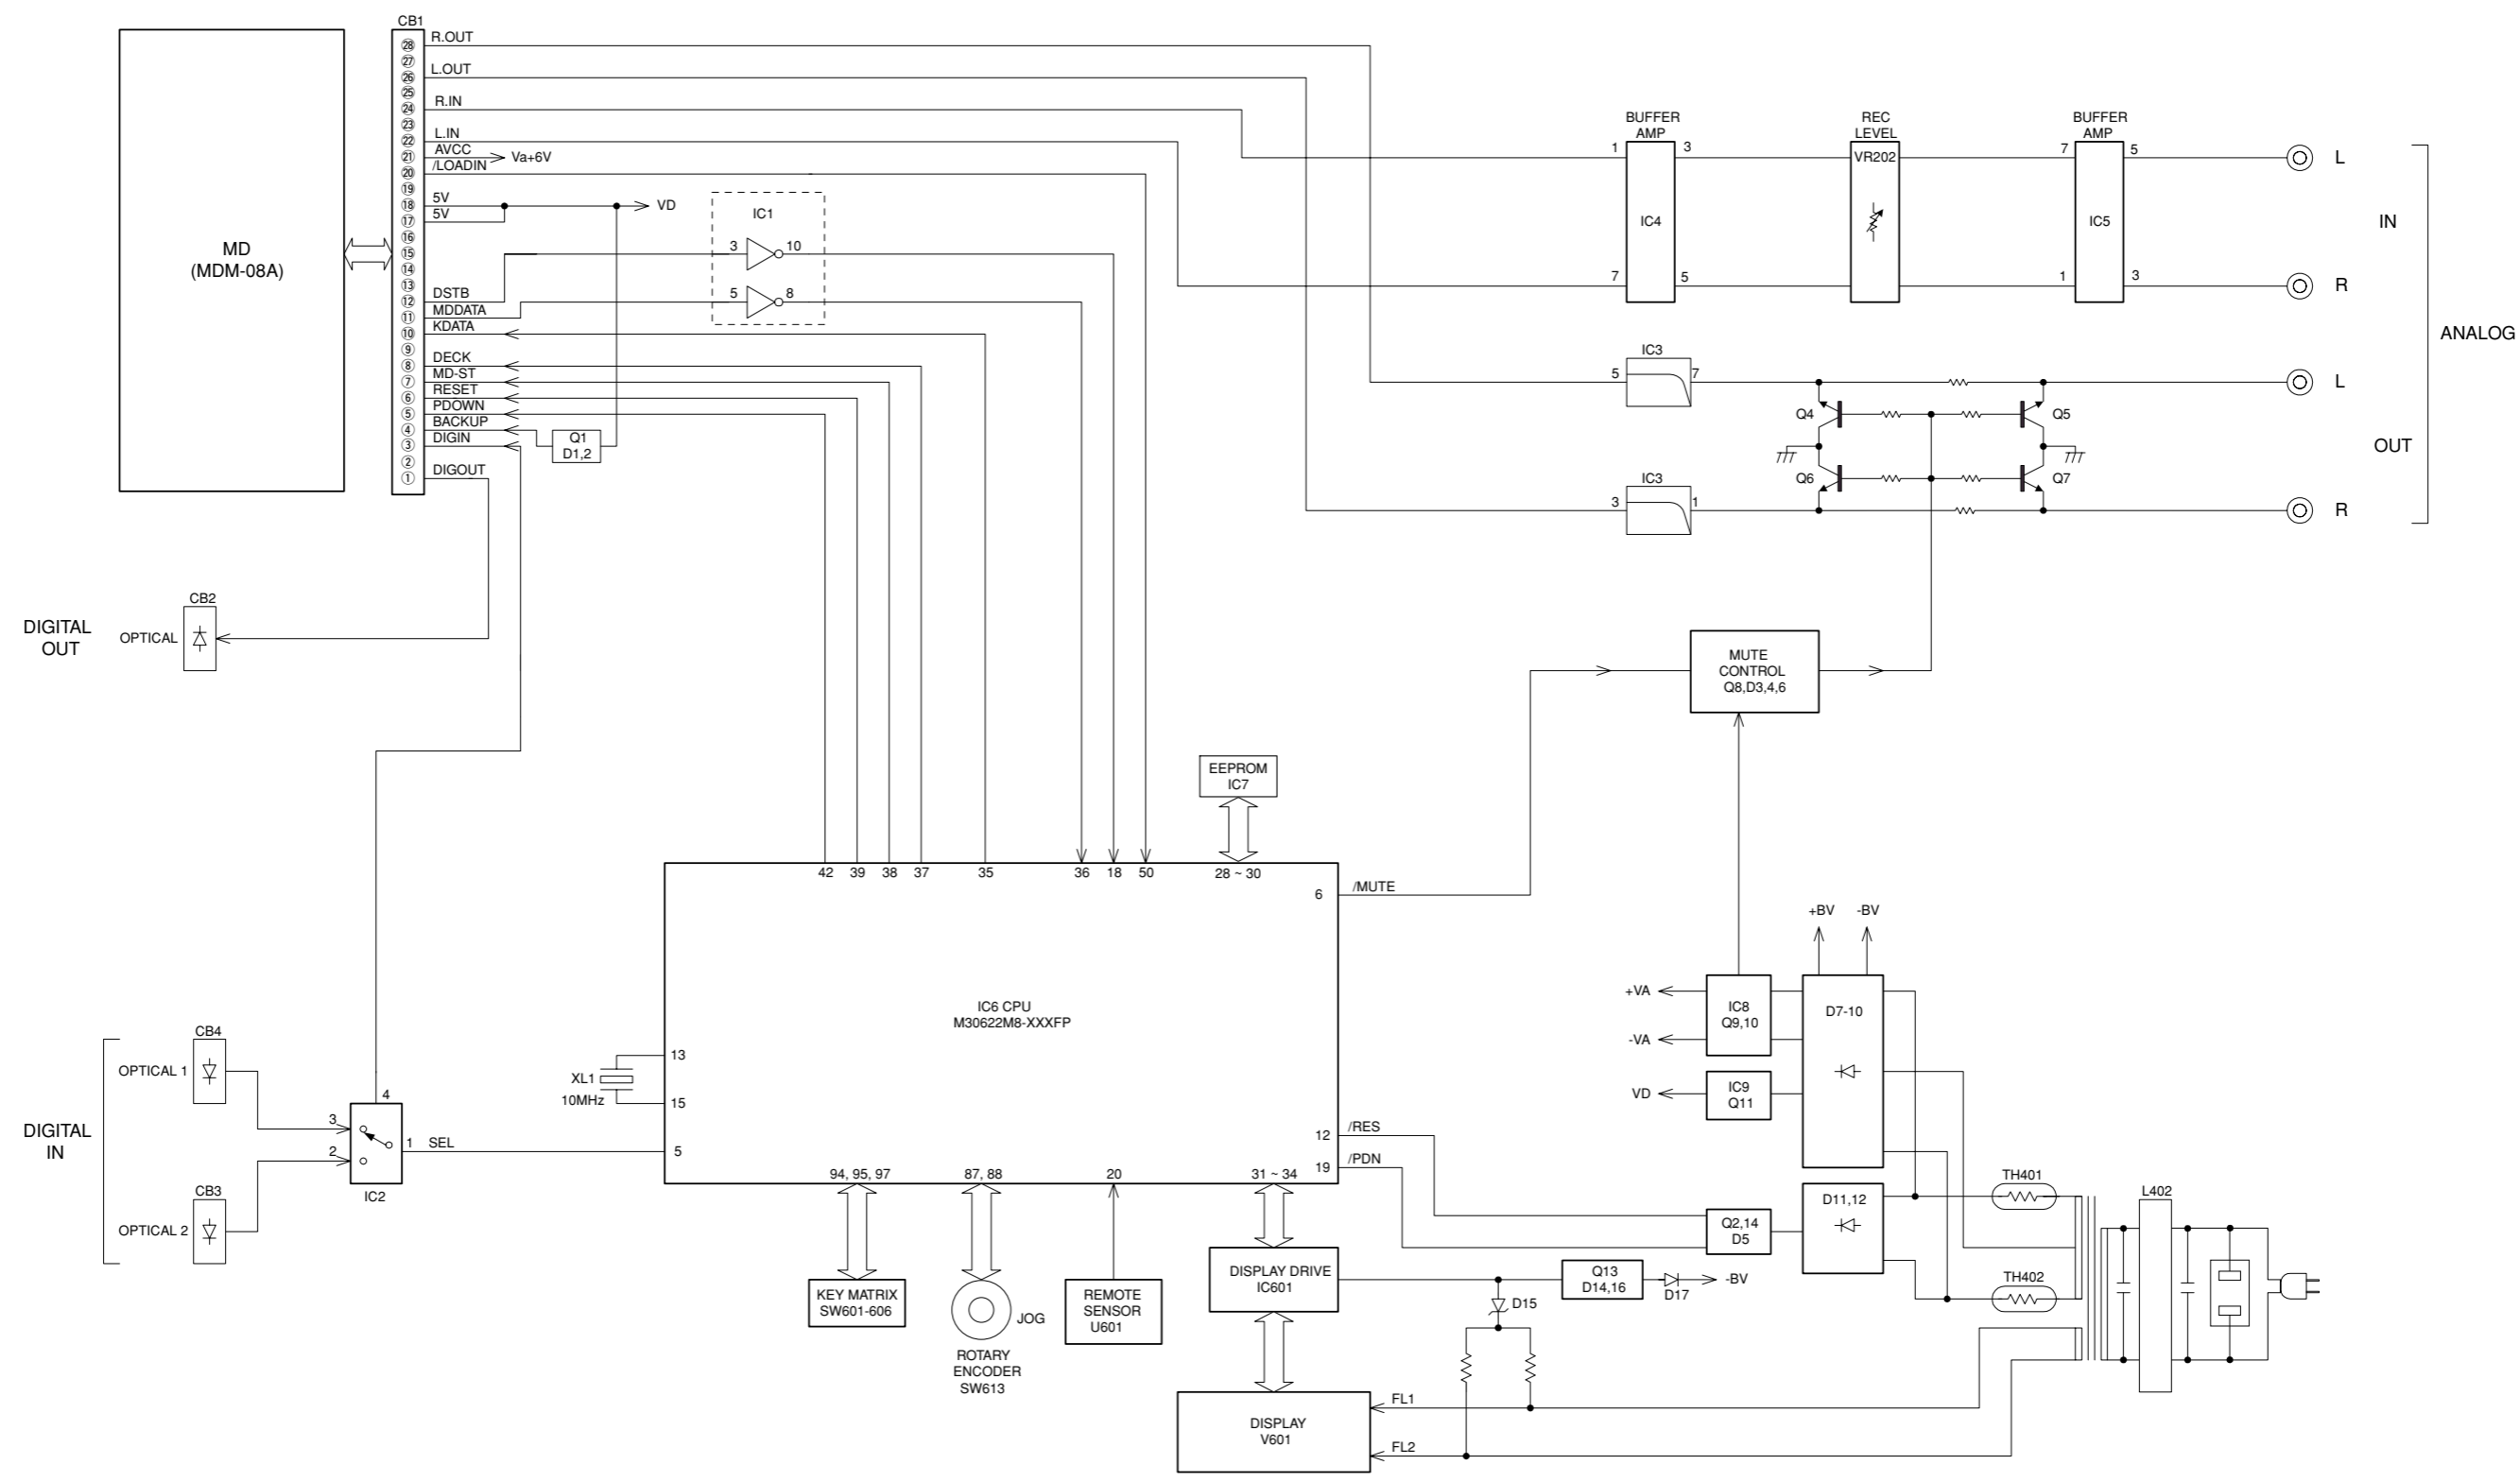 CB1
MD
(MDM-08A)
㉘
㉗
㉖
㉕
㉔
㉓
㉒
㉑
⑳
⑲
⑱
⑰
⑯
⑮
⑭
⑬
⑫
⑪
⑩
⑨
⑧
⑦
⑥
⑤
④
③
②
①
R.OUT
L.OUT
R.IN
L.IN
AVCC
Va+6V
/LOADIN
5V
5V
VD
DSTB
MDDATA
KDATA
DECK
MD-ST
RESET
PDOWN
BACKUP
DIGIN
DIGOUT
Q1
D1,2
IC1
3
10
5
8
BUFFER
AMP
1
3
IC4
7
5
REC
LEVEL
VR202
BUFFER
AMP
7
5
IC5
1
3
L
IN
R
ANALOG
IC3
5
7
L
Q4
Q5
OUT
Q6
Q7
IC3
3
1
R
DIGITAL
OUT
OPTICAL
CB2
MUTE
CONTROL
Q8,D3,4,6
EEPROM
IC7
42
39
38
37
35
36
18
50
28 ~ 30
6
/MUTE
IC6 CPU
M30622M8-XXXFP
13
XL1
10MHz
15
5
12
/RES
19
/PDN
94, 95, 97
87, 88
20
31 ~ 34
DIGITAL
IN
CB4
OPTICAL 1
CB3
OPTICAL 2
4
3
2
1
SEL
IC2
KEY MATRIX
SW601-606
JOG
ROTARY
ENCODER
SW613
REMOTE
SENSOR
U601
DISPLAY DRIVE
IC601
DISPLAY
V601
FL1
FL2
D15
Q13
D14,16
D17
-BV
Q2,14
D5
D11,12
+BV
-BV
+VA
-VA
VD
IC8
Q9,10
IC9
Q11
D7-10
TH401
TH402
L402